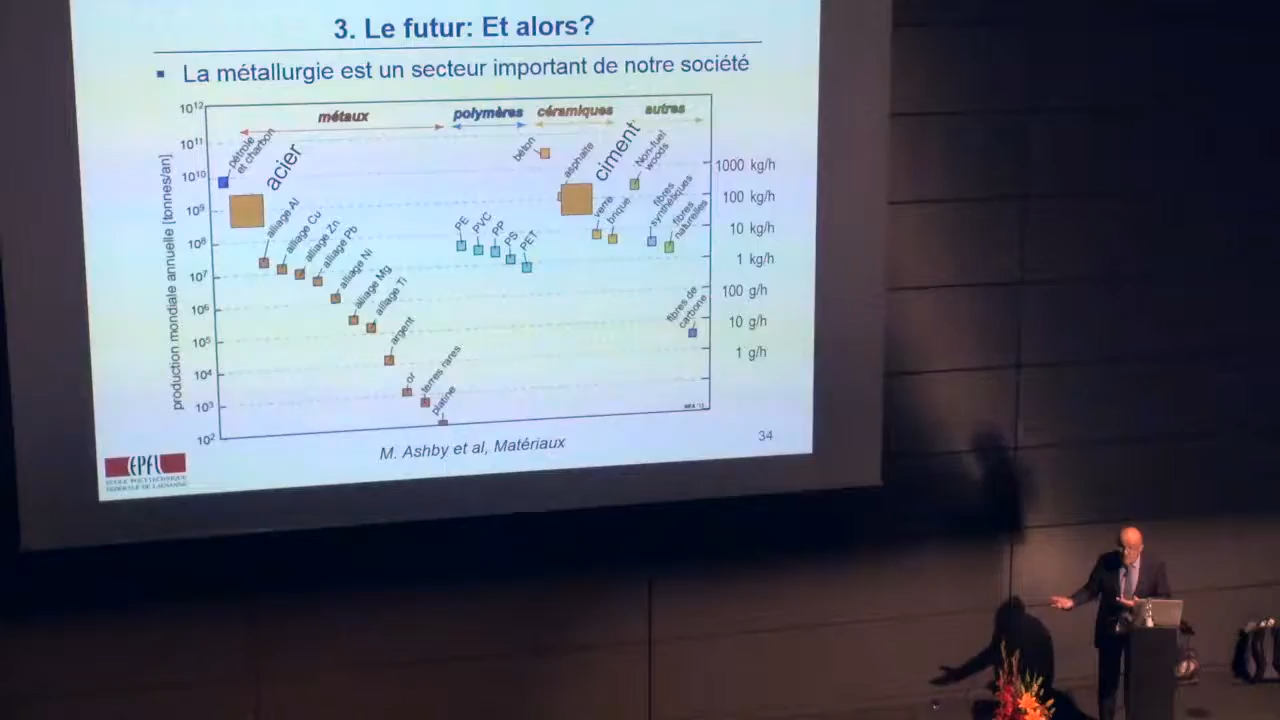 3. Le futur: Et alors?
▪ La métallurgie est un secteur important de notre société
métaux
polymères
céramiques
autres
production mondiale annuelle [tonnes/an]
10¹²
10¹¹
10¹⁰
10⁹
10⁸
10⁷
10⁶
10⁵
10⁴
10³
10²
pétrole
et charbon
acier
alliage Al
alliage Cu
alliage Zn
alliage Pb
alliage Ni
alliage Mg
alliage Ti
argent
or
terres rares
platine
PE
PVC
PP
PS
PET
béton
asphalte
ciment
verre
brique
Non-fuel
woods
fibres
synthétiques
fibres
naturelles
fibres de
carbone
1000 kg/h
100 kg/h
10 kg/h
1 kg/h
100 g/h
10 g/h
1 g/h
M. Ashby et al, Matériaux
34
EPFL
ÉCOLE POLYTECHNIQUE
FÉDÉRALE DE LAUSANNE